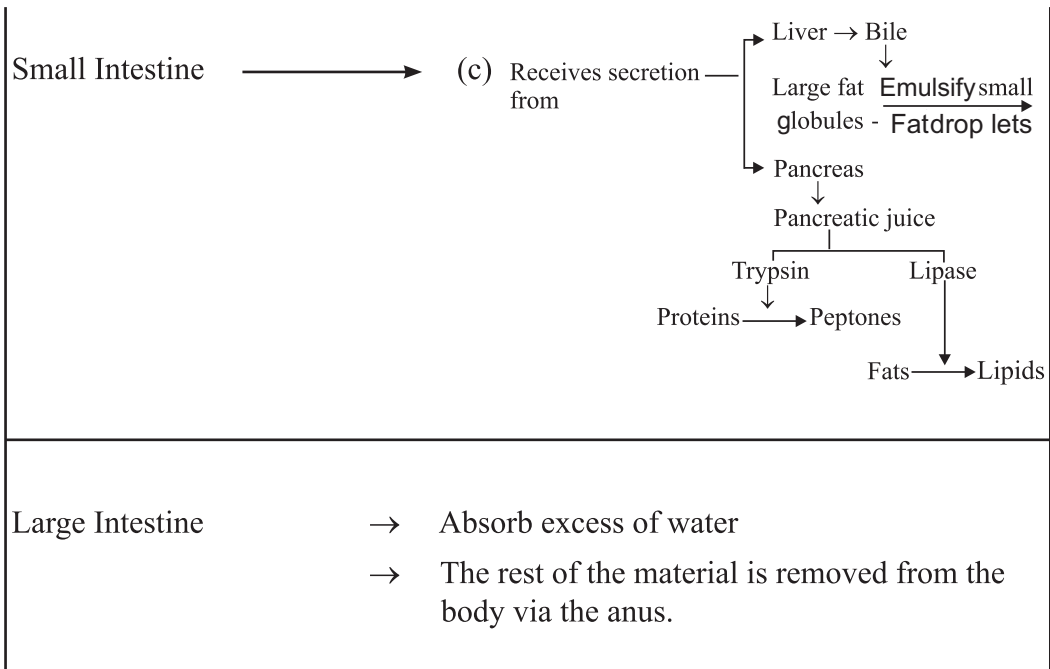 Small Intestine
(c) Receives secretion
from
Liver → Bile
Large fat Emulsify small
globules - Fatdrop lets
Pancreas
Pancreatic juice
Trypsin Lipase
Proteins Peptones
Fats Lipids
Large Intestine → Absorb excess of water
→ The rest of the material is removed from the
body via the anus.